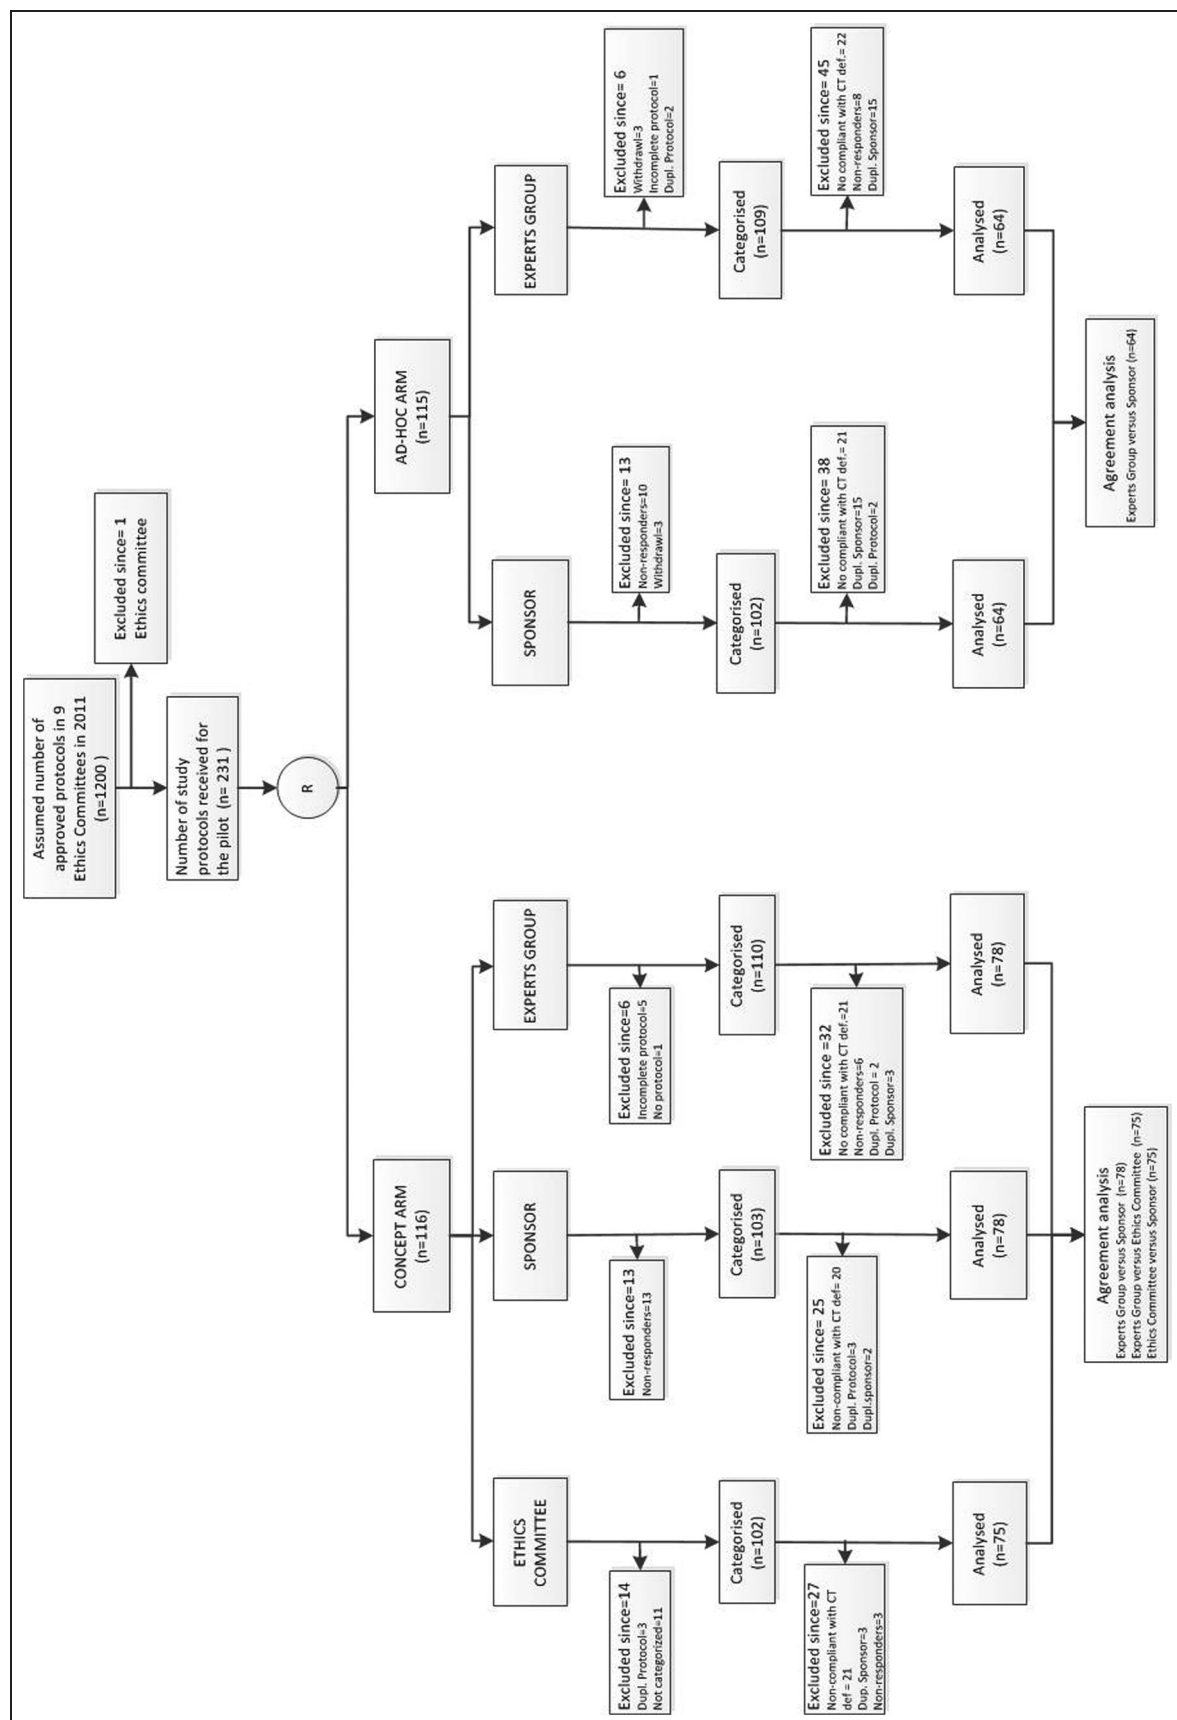 Assumed number of
approved protocols in 9
Ethics Committees in 2011
(n=1200 )
Excluded since= 1
Ethics committee
Number of study
protocols received for
the pilot (n= 231)
R
CONCEPT ARM
(n=116)
AD-HOC ARM
(n=115)
ETHICS
COMMITTEE
SPONSOR
EXPERTS GROUP
SPONSOR
EXPERTS GROUP
Excluded since=14
Dupl. Protocol=3
Not categorized=11
Excluded since=13
Non-responders=13
Excluded since=6
Incomplete protocol=5
No protocol=1
Excluded since= 13
Non-responders=10
Withdrawl=3
Excluded since= 6
Withdrawl=3
Incomplete protocol=1
Dupl. Protocol=2
Categorised
(n=102)
Categorised
(n=103)
Categorised
(n=110)
Categorised
(n=102)
Categorised
(n=109)
Excluded since=27
Non-compliant with CT
def = 21
Dup. Sponsor=3
Non-responders=3
Excluded since= 25
Non-compliant with CT def= 20
Dupl. Protocol=3
Dupl.sponsor=2
Excluded since =32
No compliant with CT def.=21
Non-responders=6
Dupl. Protocol = 2
Dupl. Sponsor=3
Excluded since= 38
No compliant with CT def.= 21
Dupl. Sponsor=15
Dupl. Protocol=2
Excluded since= 45
No compliant with CT def.= 22
Non-responders=8
Dupl. Sponsor=15
Analysed
(n=75)
Analysed
(n=78)
Analysed
(n=78)
Analysed
(n=64)
Analysed
(n=64)
Agreement analysis
Experts Group versus Sponsor (n=78)
Experts Group versus Ethics Committee (n=75)
Ethics Committee versus Sponsor (n=75)
Agreement analysis
Experts Group versus Sponsor (n=64)